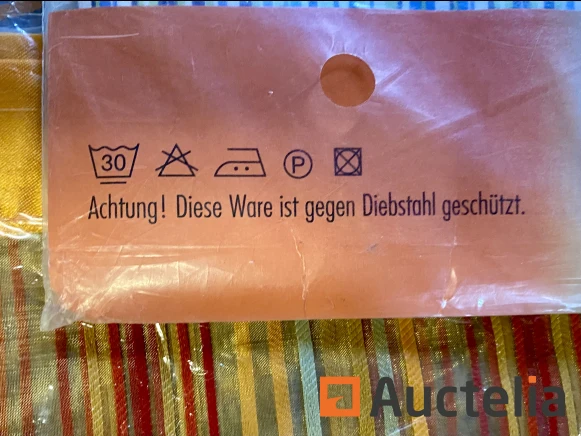 30 P
Achtung! Diese Ware ist gegen Diebstahl geschützt.
Auctelia